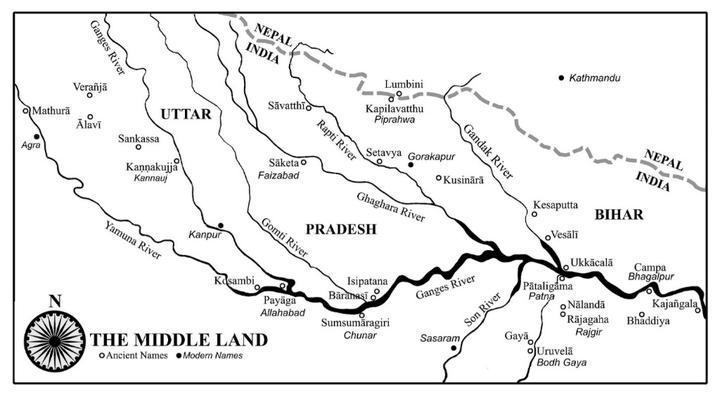 NEPAL
INDIA
Ganges River
Kathmandu
Verañjā
Lumbini
Mathurā
UTTAR
Sāvatthī
Kapilavatthu
Piprahwa
Āḷavī
Agra
Sankassa
Rapti River
Gandak River
Setavya
Gorakapur
Kaṇṇakujja
Kannauj
Sāketa
Faizabad
Kusinārā
NEPAL
INDIA
Ghaghara River
Kesaputta
BIHAR
Yamuna River
Kanpur
Gomti River
PRADESH
Vesālī
Ukkācalā
Kosambi
Isipatana
Ganges River
Campa
Bhagalpur
Payāga
Allahabad
Bāranasī
Pāṭaligāma
Patna
Kajaṅgala
N
Sumsumāragiri
Chunar
Son River
Nālandā
Rājagaha
Rajgir
Bhaddiya
THE MIDDLE LAND
Ancient Names
Modern Names
Sasaram
Gayā
Uruvelā
Bodh Gaya